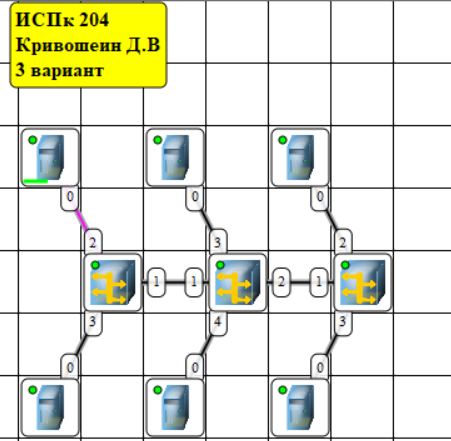 ИСПк 204
Кривошеин Д.В
3 вариант
0 0 0
2 3 2
1 1 2 1
3 4 3
0 0 0